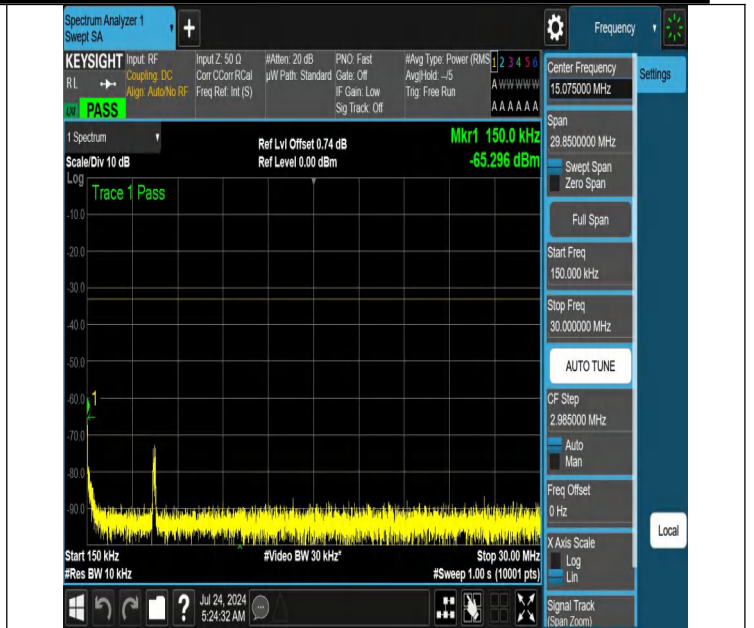 Spectrum Analyzer 1
Swept SA
+
Frequency
KEYSIGHT
Input: RF
Input Z: 50 Ω
#Atten: 20 dB
PNO: Fast
#Avg Type: Power (RMS
1 2 3 4 5 6
RL
Coupling: DC
Corr CCorr RCal
µW Path: Standard
Gate: Off
Avg|Hold: --/5
A W W W W W
Align: Auto/No RF
Freq Ref: Int (S)
IF Gain: Low
Trig: Free Run
Sig Track: Off
A A A A A A
PASS
1 Spectrum
Ref Lvl Offset 0.74 dB
Mkr1 150.0 kHz
Scale/Div 10 dB
Ref Level 0.00 dBm
-65.296 dBm
Log
Trace 1 Pass
-10.0
-20.0
-30.0
-40.0
-50.0
-60.0
1
-70.0
-80.0
-90.0
Start 150 kHz
#Video BW 30 kHz*
Stop 30.00 MHz
#Res BW 10 kHz
#Sweep 1.00 s (10001 pts)
?
Jul 24, 2024
5:24:32 AM
Center Frequency
15.075000 MHz
Settings
Span
29.8500000 MHz
Swept Span
Zero Span
Full Span
Start Freq
150.000 kHz
Stop Freq
30.000000 MHz
AUTO TUNE
CF Step
2.985000 MHz
Auto
Man
Freq Offset
0 Hz
X Axis Scale
Log
Lin
Local
Signal Track
(Span Zoom)